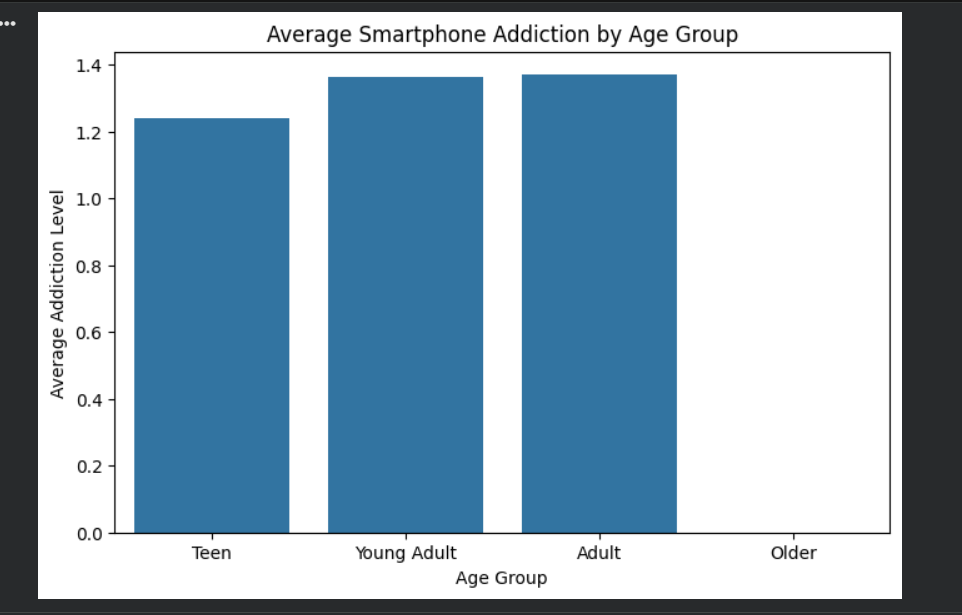 ...
Average Smartphone Addiction by Age Group
1.4
1.2
1.0
0.8
0.6
0.4
0.2
0.0
Average Addiction Level
Teen Young Adult Adult Older
Age Group